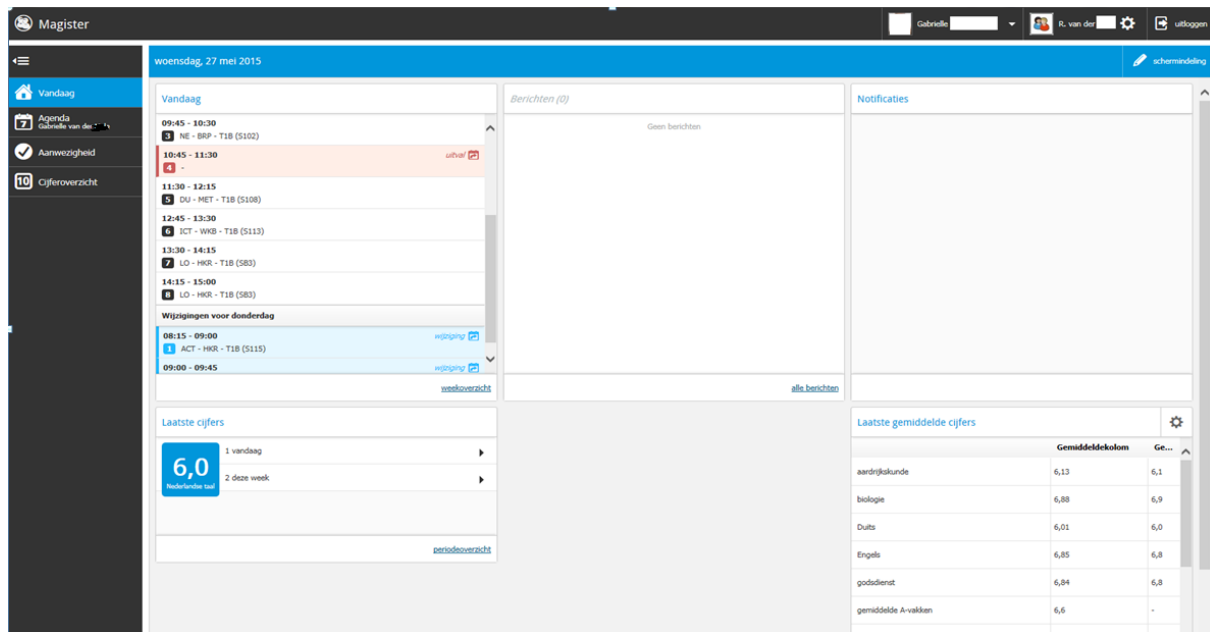 Magister
Gabrielle
R. van der
uitloggen
woensdag, 27 mei 2015
schermindeling
Vandaag
Agenda
Gabrielle van der
Aanwezigheid
10 Cijferoverzicht
Vandaag
09:45 - 10:30
3 NE - BRP - T1B (S102)
10:45 - 11:30 uitval
4 -
11:30 - 12:15
5 DU - MET - T1B (S108)
12:45 - 13:30
6 ICT - WKB - T1B (S113)
13:30 - 14:15
7 LO - HKR - T1B (SB3)
14:15 - 15:00
8 LO - HKR - T1B (SB3)
Wijzigingen voor donderdag
08:15 - 09:00 wijziging
1 ACT - HKR - T1B (S115)
09:00 - 09:45 wijziging
weekoverzicht
Berichten (0)
Geen berichten
alle berichten
Notificaties
Laatste cijfers
6,0
Nederlandse taal
1 vandaag
2 deze week
periodeoverzicht
Laatste gemiddelde cijfers
Gemiddeldekolom Ge...
aardrijkskunde 6,13 6,1
biologie 6,88 6,9
Duits 6,01 6,0
Engels 6,85 6,8
godsdienst 6,84 6,8
gemiddelde A-vakken 6,6 -